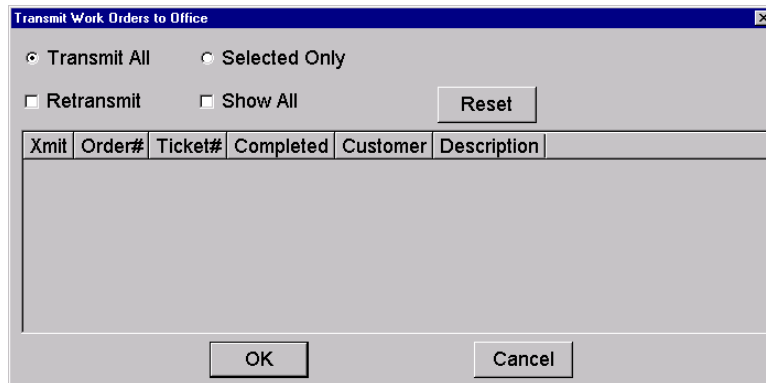 Transmit Work Orders to Office
Transmit All Selected Only
Retransmit Show All Reset
Xmit Order# Ticket# Completed Customer Description
OK Cancel